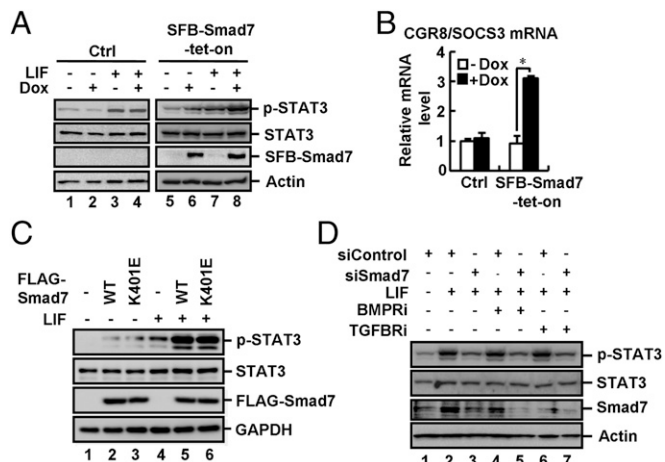 A
Ctrl
SFB-Smad7
-tet-on
LIF - - + + - - + +
Dox - + - + - + - +
p-STAT3
STAT3
SFB-Smad7
Actin
1 2 3 4 5 6 7 8
B
CGR8/SOCS3 mRNA
Relative mRNA
level
4
3
2
1
0
- Dox
+Dox
*
Ctrl SFB-Smad7
-tet-on
C
FLAG-
Smad7
- WT K401E - WT K401E
LIF - - - + + +
p-STAT3
STAT3
FLAG-Smad7
GAPDH
1 2 3 4 5 6
D
siControl + + - + - + -
siSmad7 - - + - + - +
LIF - + + + + + +
BMPRi + +
TGFBRi + +
p-STAT3
STAT3
Smad7
Actin
1 2 3 4 5 6 7